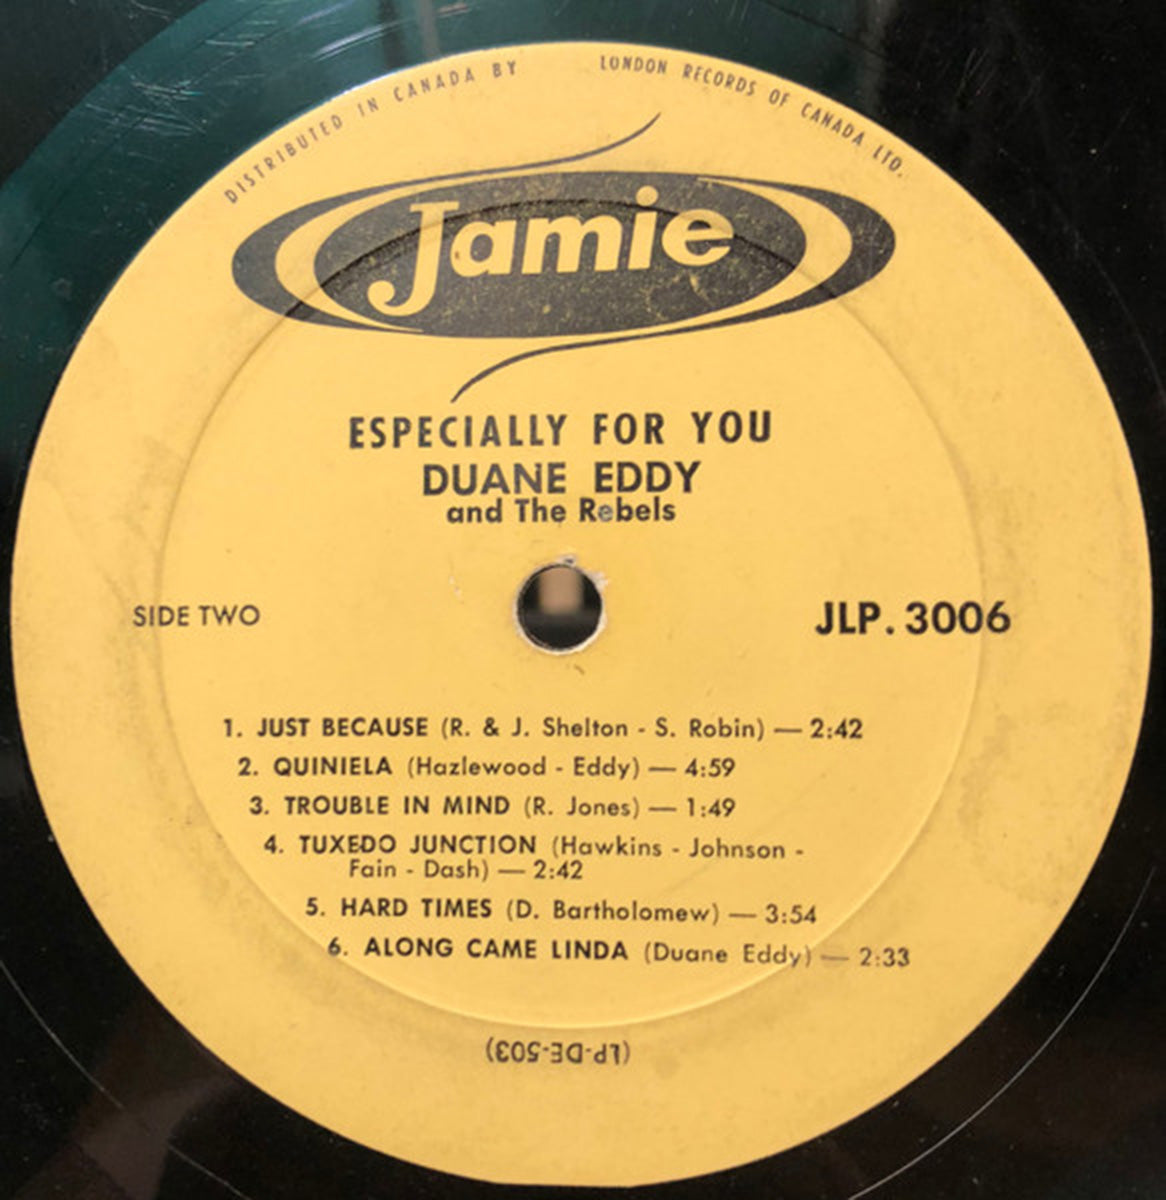 DISTRIBUTED IN CANADA BY LONDON RECORDS OF CANADA LTD.
Jamie
ESPECIALLY FOR YOU
DUANE EDDY
and The Rebels
SIDE TWO
JLP. 3006
1. JUST BECAUSE (R. & J. Shelton - S. Robin) — 2:42
2. QUINIELA (Hazlewood - Eddy) — 4:59
3. TROUBLE IN MIND (R. Jones) — 1:49
4. TUXEDO JUNCTION (Hawkins - Johnson -
Fain - Dash) — 2:42
5. HARD TIMES (D. Bartholomew) — 3:54
6. ALONG CAME LINDA (Duane Eddy) — 2:33
(LP-DE-503)